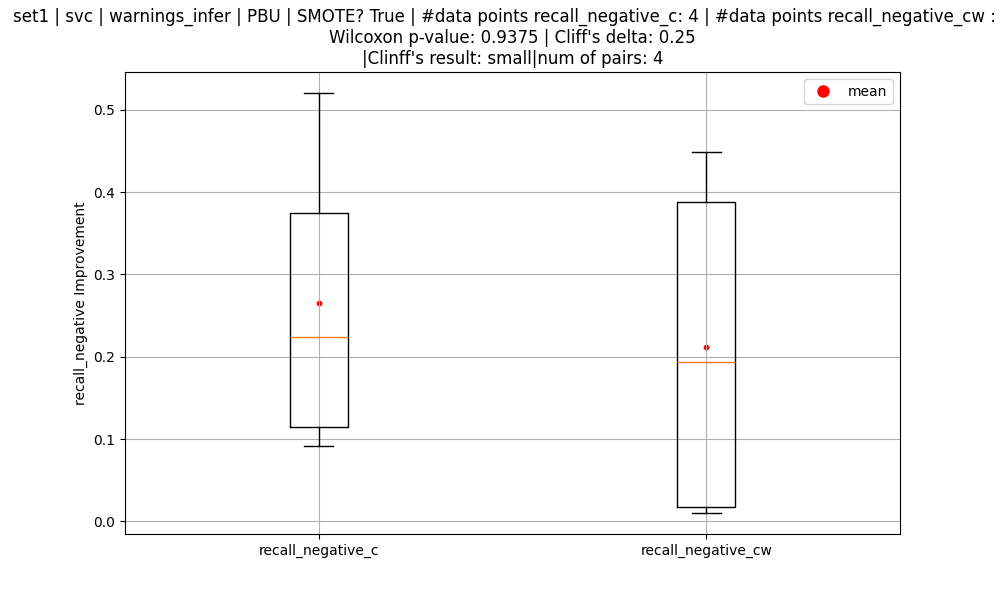 set1 | svc | warnings_infer | PBU | SMOTE? True | #data points recall_negative_c: 4 | #data points recall_negative_cw :
Wilcoxon p-value: 0.9375 | Cliff's delta: 0.25
|Clinff's result: small|num of pairs: 4
mean
0.5
0.4
0.3
0.2
0.1
0.0
recall_negative Improvement
recall_negative_c
recall_negative_cw